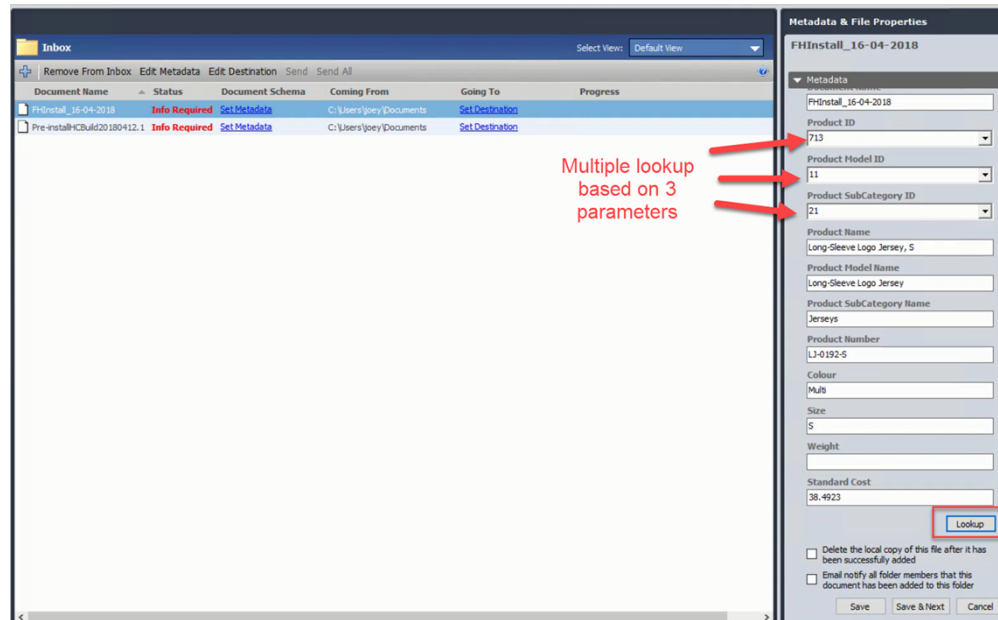 Metadata & File Properties
Inbox
Select View:
Default View
FHInstall_16-04-2018
Remove From Inbox Edit Metadata Edit Destination Send Send All
Document Name Status Document Schema Coming From Going To Progress
FHInstall_16-04-2018 Info Required Set Metadata C:\Users\joey\Documents Set Destination
Pre-installHCBuild20180412.1 Info Required Set Metadata C:\Users\joey\Documents Set Destination
Multiple lookup
based on 3
parameters
Metadata
Document Name
FHInstall_16-04-2018
Product ID
713
Product Model ID
11
Product SubCategory ID
21
Product Name
Long-Sleeve Logo Jersey, S
Product Model Name
Long-Sleeve Logo Jersey
Product SubCategory Name
Jerseys
Product Number
LJ-0192-S
Colour
Multi
Size
S
Weight
Standard Cost
38.4923
Lookup
Delete the local copy of this file after it has
been successfully added
Email notify all folder members that this
document has been added to this folder
Save Save & Next Cancel